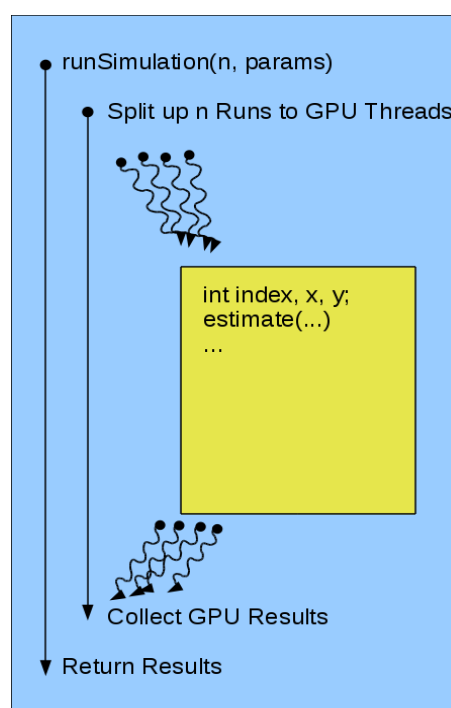 runSimulation(n, params)
Split up n Runs to GPU Threads
int index, x, y;
estimate(...)
...
Collect GPU Results
Return Results